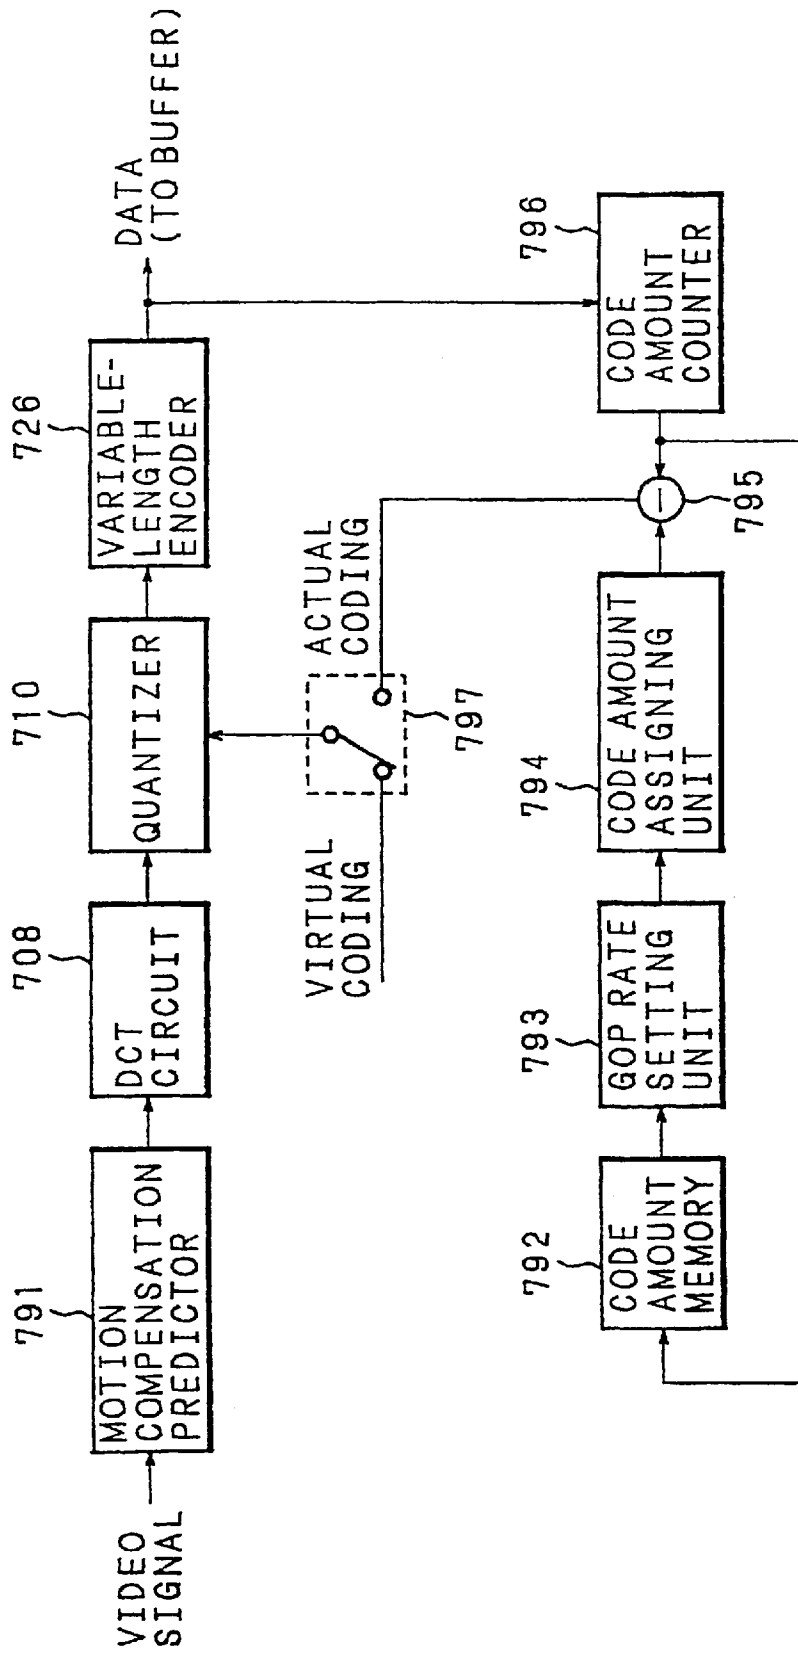 VIDEO
SIGNAL
791
MOTION
COMPENSATION
PREDICTOR
708
DCT
CIRCUIT
710
QUANTIZER
726
VARIABLE-
LENGTH
ENCODER
DATA
(TO BUFFER)
VIRTUAL
CODING
797
ACTUAL
CODING
792
CODE
AMOUNT
MEMORY
793
GOP RATE
SETTING
UNIT
794
CODE AMOUNT
ASSIGNING
UNIT
795
796
CODE
AMOUNT
COUNTER